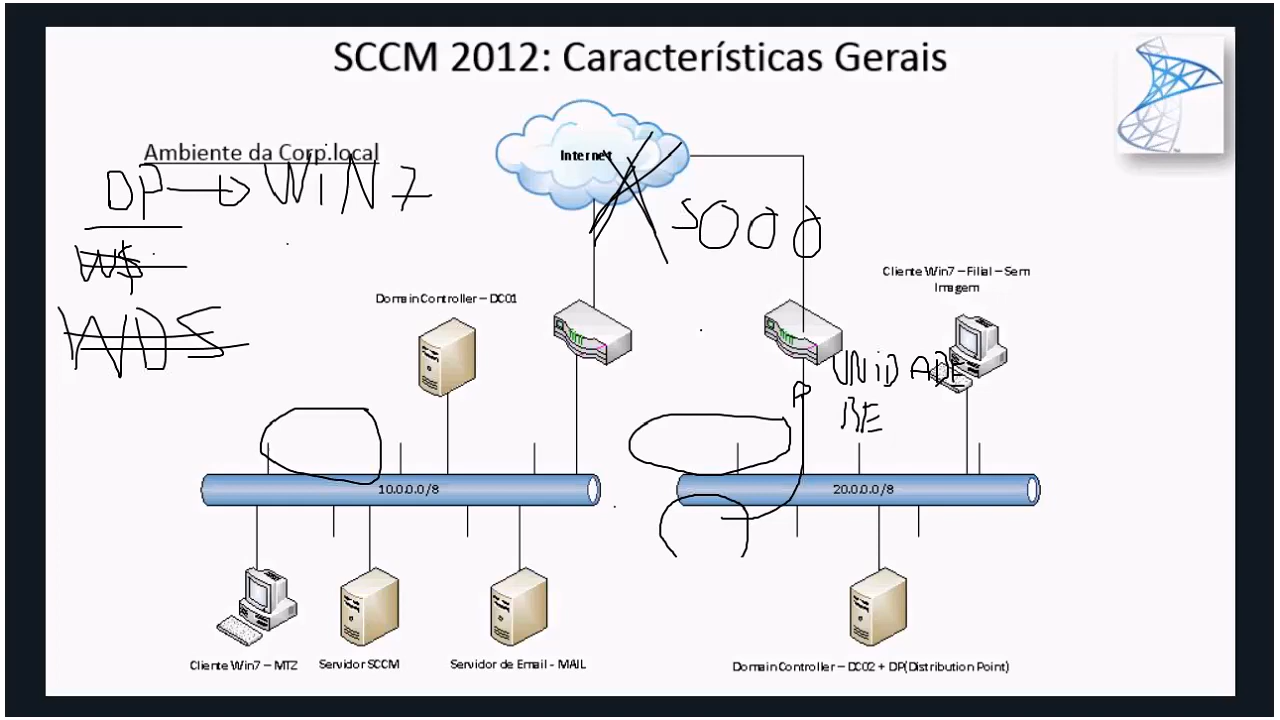 SCCM 2012: Características Gerais
Ambiente da Corp.local
Internet
DP → WiN 7
W$
WDS
5000
Cliente Win7 – Filial – Sem
Imagem
Domain Controller – DC01
UNiDADE
10.0.0.0/8
20.0.0.0/8
Cliente Win7 – MTZ
Servidor SCCM
Servidor de Email - MAIL
Domain Controller – DC02 + DP(Distribution Point)